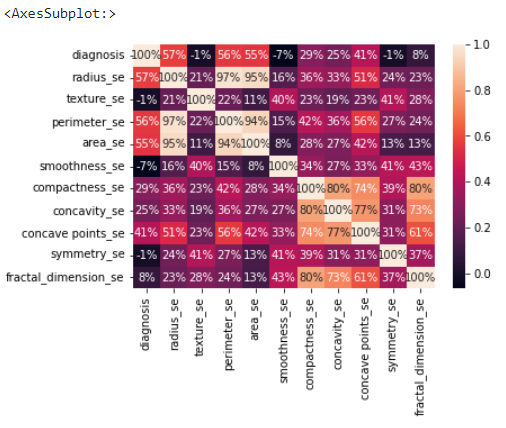 <AxesSubplot:>
diagnosis 100% 57% -1% 56% 55% -7% 29% 25% 41% -1% 8%
radius_se 57% 100% 21% 97% 95% 16% 36% 33% 51% 24% 23%
texture_se -1% 21% 100% 22% 11% 40% 23% 19% 23% 41% 28%
perimeter_se 56% 97% 22% 100% 94% 15% 42% 36% 56% 27% 24%
area_se 55% 95% 11% 94% 100% 8% 28% 27% 42% 13% 13%
smoothness_se -7% 16% 40% 15% 8% 100% 34% 27% 33% 41% 43%
compactness_se 29% 36% 23% 42% 28% 34% 100% 80% 74% 39% 80%
concavity_se 25% 33% 19% 36% 27% 27% 80% 100% 77% 31% 73%
concave points_se 41% 51% 23% 56% 42% 33% 74% 77% 100% 31% 61%
symmetry_se -1% 24% 41% 27% 13% 41% 39% 31% 31% 100% 37%
fractal_dimension_se 8% 23% 28% 24% 13% 43% 80% 73% 61% 37% 100%
diagnosis
radius_se
texture_se
perimeter_se
area_se
smoothness_se
compactness_se
concavity_se
concave points_se
symmetry_se
fractal_dimension_se
1.0
0.8
0.6
0.4
0.2
0.0